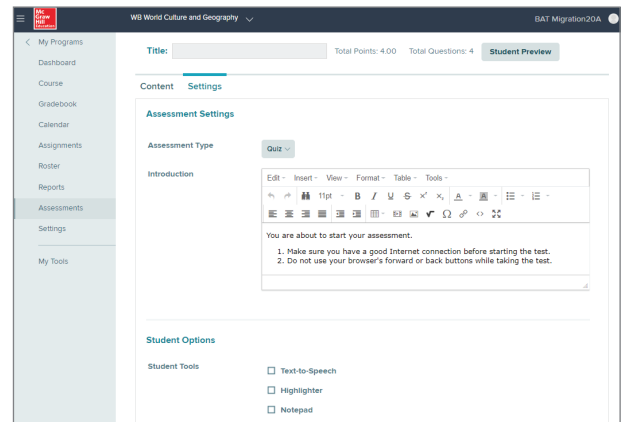 Mc
Graw
Hill
Education
WB World Culture and Geography
BAT Migration20A
My Programs
Dashboard
Course
Gradebook
Calendar
Assignments
Roster
Reports
Assessments
Settings
My Tools
Title:
Total Points: 4.00 Total Questions: 4 Student Preview
Content Settings
Assessment Settings
Assessment Type Quiz
Introduction
Edit Insert View Format Table Tools
11pt B I U S x² x₂ A A
Ω
You are about to start your assessment.
1. Make sure you have a good Internet connection before starting the test.
2. Do not use your browser's forward or back buttons while taking the test.
Student Options
Student Tools
Text-to-Speech
Highlighter
Notepad